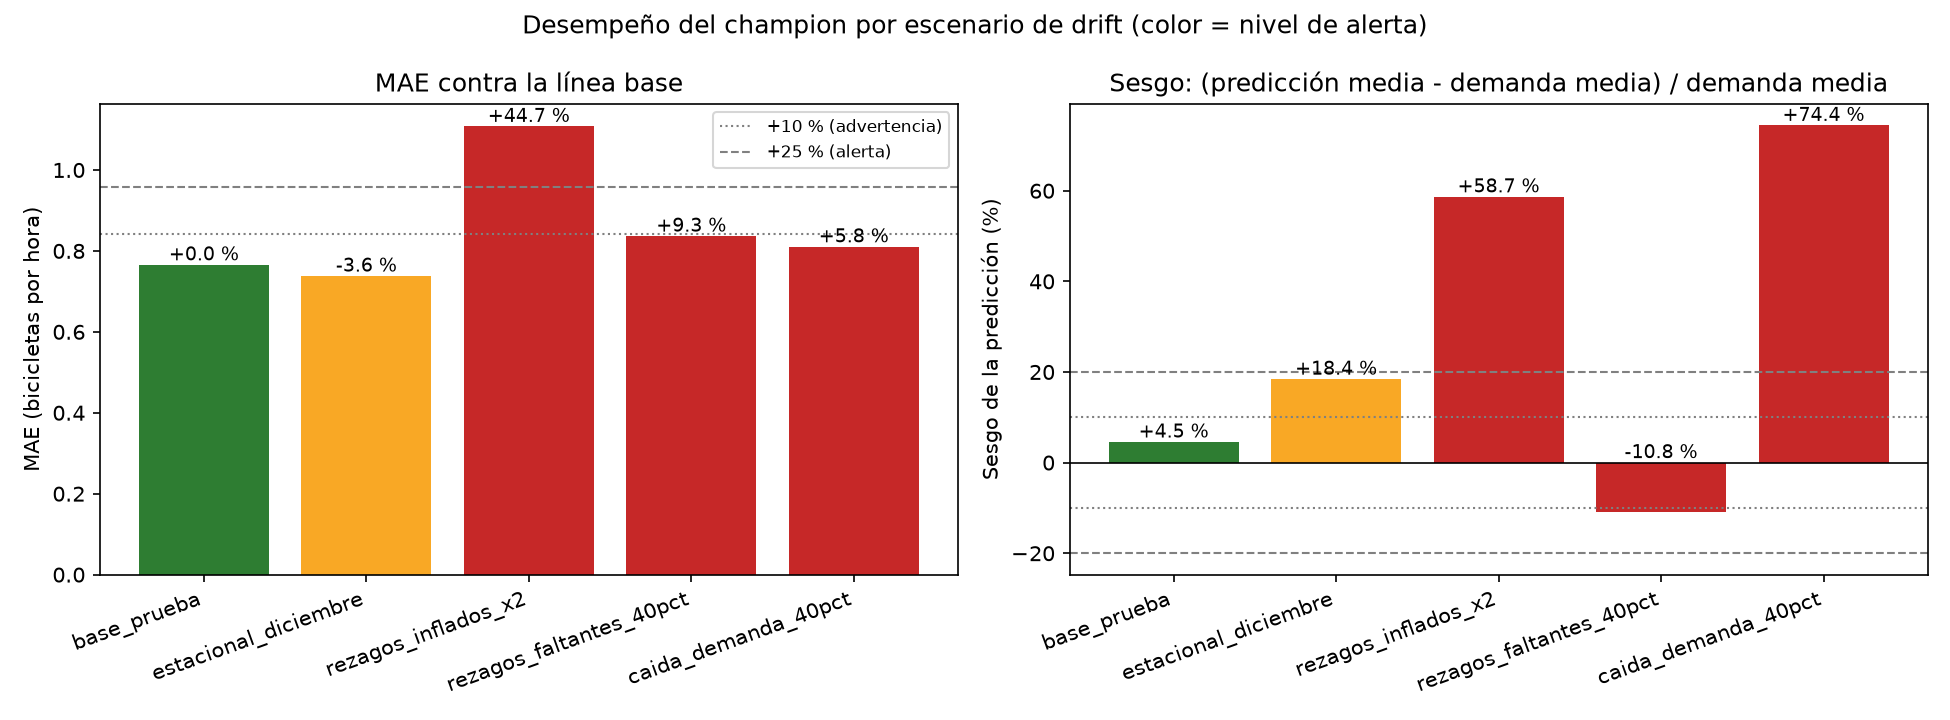 Desempeño del champion por escenario de drift (color = nivel de alerta)
MAE contra la línea base
MAE (bicicletas por hora)
1.0
0.8
0.6
0.4
0.2
0.0
+0.0 %
-3.6 %
+44.7 %
+9.3 %
+5.8 %
+10 % (advertencia)
+25 % (alerta)
base_prueba
estacional_diciembre
rezagos_inflados_x2
rezagos_faltantes_40pct
caida_demanda_40pct
Sesgo: (predicción media - demanda media) / demanda media
Sesgo de la predicción (%)
60
40
20
0
−20
+4.5 %
+18.4 %
+58.7 %
-10.8 %
+74.4 %
base_prueba
estacional_diciembre
rezagos_inflados_x2
rezagos_faltantes_40pct
caida_demanda_40pct